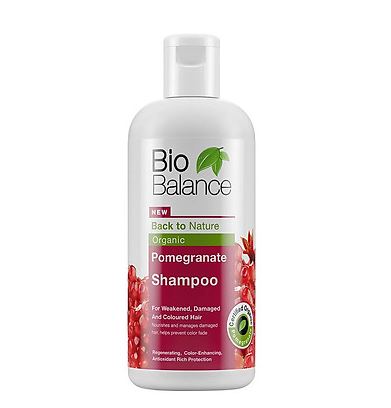 Bio
Balance
NEW
Back to Nature
Organic
Pomegranate
Shampoo
For Weakened, Damaged
And Coloured Hair
Nourishes and manages damaged
hair, helps prevent color fade
Regenerating, Color-Enhancing,
Antioxidant Rich Protection
Certified